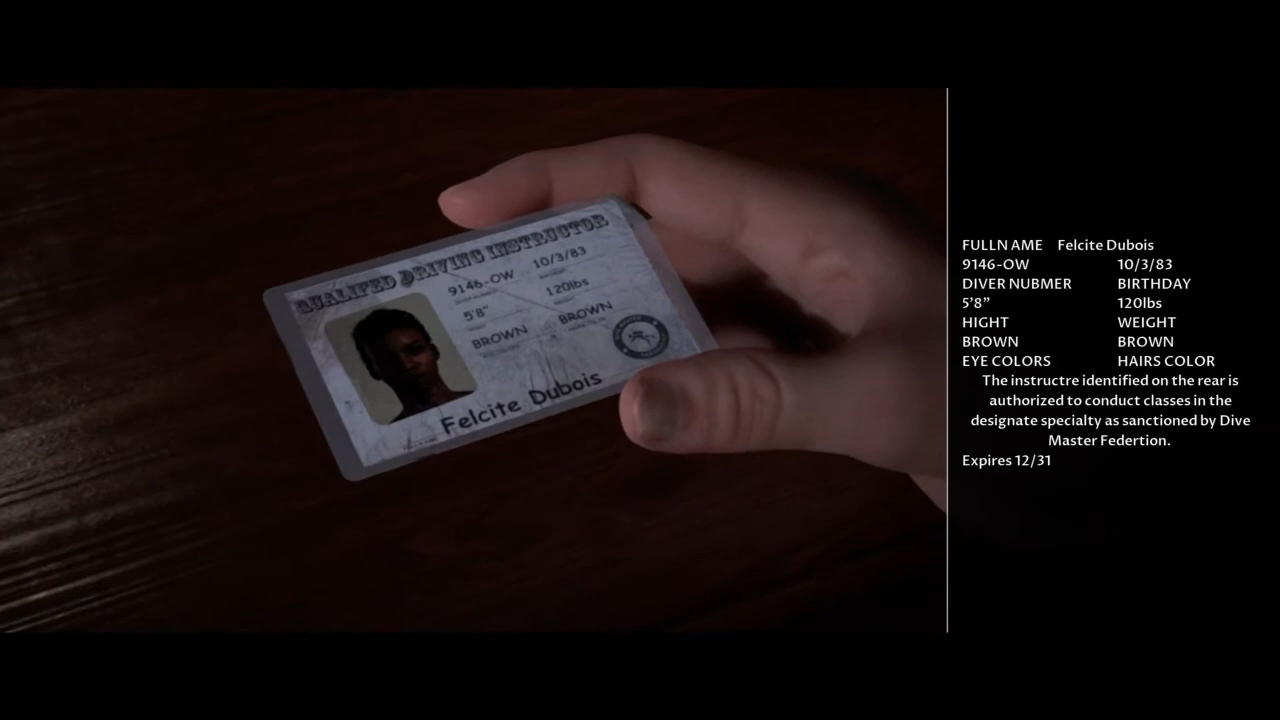 QUALIFED DRIVING INSTRUCTOR
9146-OW 10/3/83
5'8" 120lbs
BROWN BROWN
Felcite Dubois
FULLN AME Felcite Dubois
9146-OW 10/3/83
DIVER NUBMER BIRTHDAY
5'8” 120lbs
HIGHT WEIGHT
BROWN BROWN
EYE COLORS HAIRS COLOR
The instructre identified on the rear is
authorized to conduct classes in the
designate specialty as sanctioned by Dive
Master Federtion.
Expires 12/31